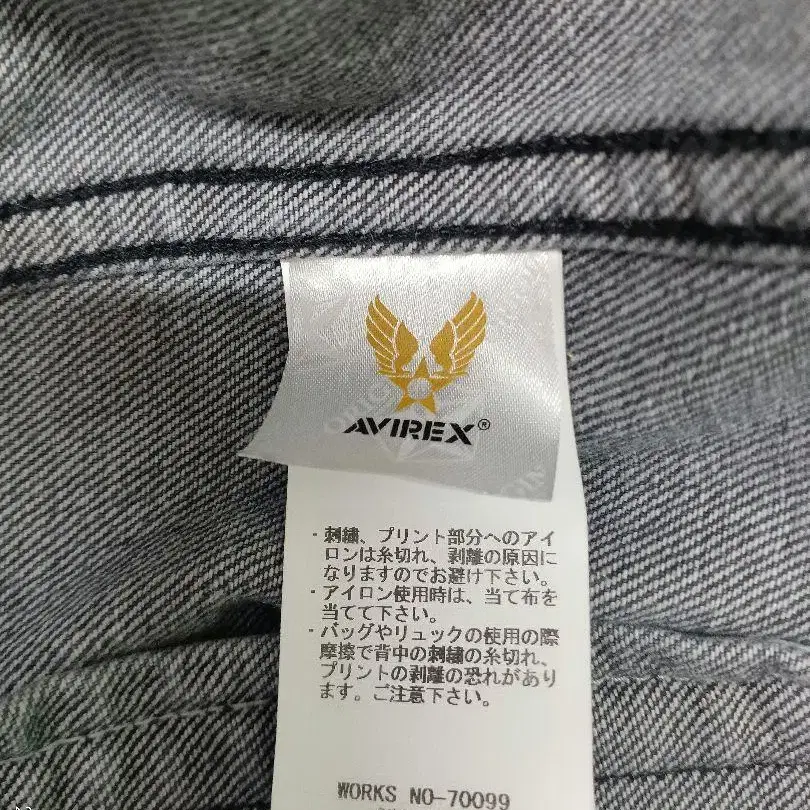 AVIREX®
・刺繍、プリント部分へのアイ
ロンは糸切れ、剥離の原因に
なりますのでお避け下さい。
・アイロン使用時は、当て布を
当てて下さい。
・バッグやリュックの使用の際
摩擦で背中の刺繍の糸切れ、
プリントの剥離の恐れがあり
ます。ご注意下さい。
WORKS NO-70099